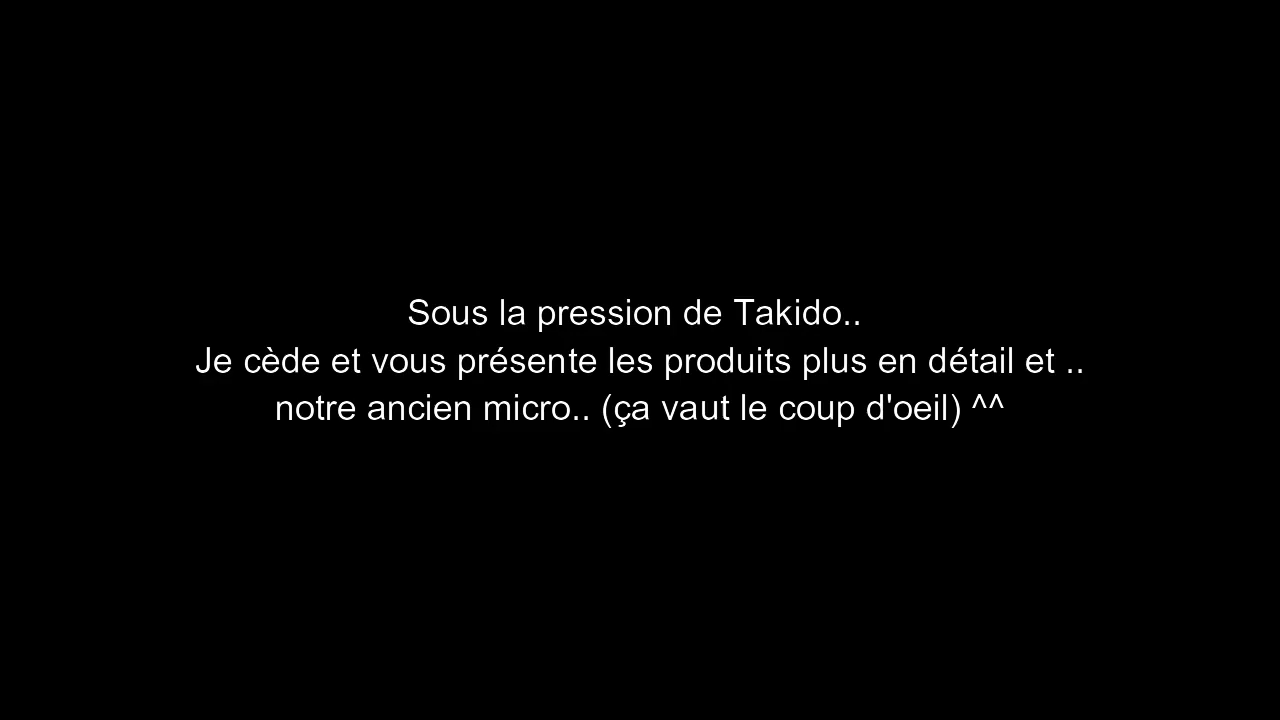 Sous la pression de Takido..
Je cède et vous présente les produits plus en détail et ..
notre ancien micro.. (ça vaut le coup d'oeil) ^^